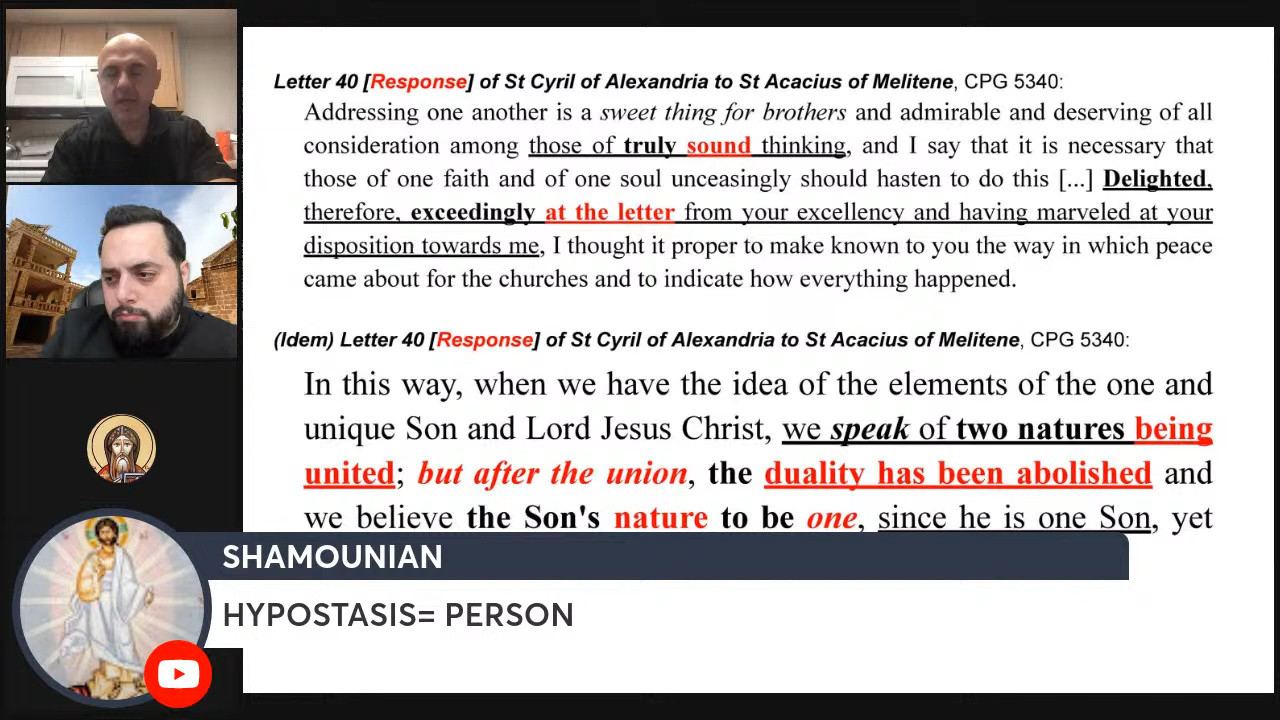 Letter 40 [Response] of St Cyril of Alexandria to St Acacius of Melitene, CPG 5340:
Addressing one another is a sweet thing for brothers and admirable and deserving of all
consideration among those of truly sound thinking, and I say that it is necessary that
those of one faith and of one soul unceasingly should hasten to do this [...] Delighted,
therefore, exceedingly at the letter from your excellency and having marveled at your
disposition towards me, I thought it proper to make known to you the way in which peace
came about for the churches and to indicate how everything happened.
(Idem) Letter 40 [Response] of St Cyril of Alexandria to St Acacius of Melitene, CPG 5340:
In this way, when we have the idea of the elements of the one and
unique Son and Lord Jesus Christ, we speak of two natures being
united; but after the union, the duality has been abolished and
we believe the Son's nature to be one, since he is one Son, yet
SHAMOUNIAN
HYPOSTASIS= PERSON